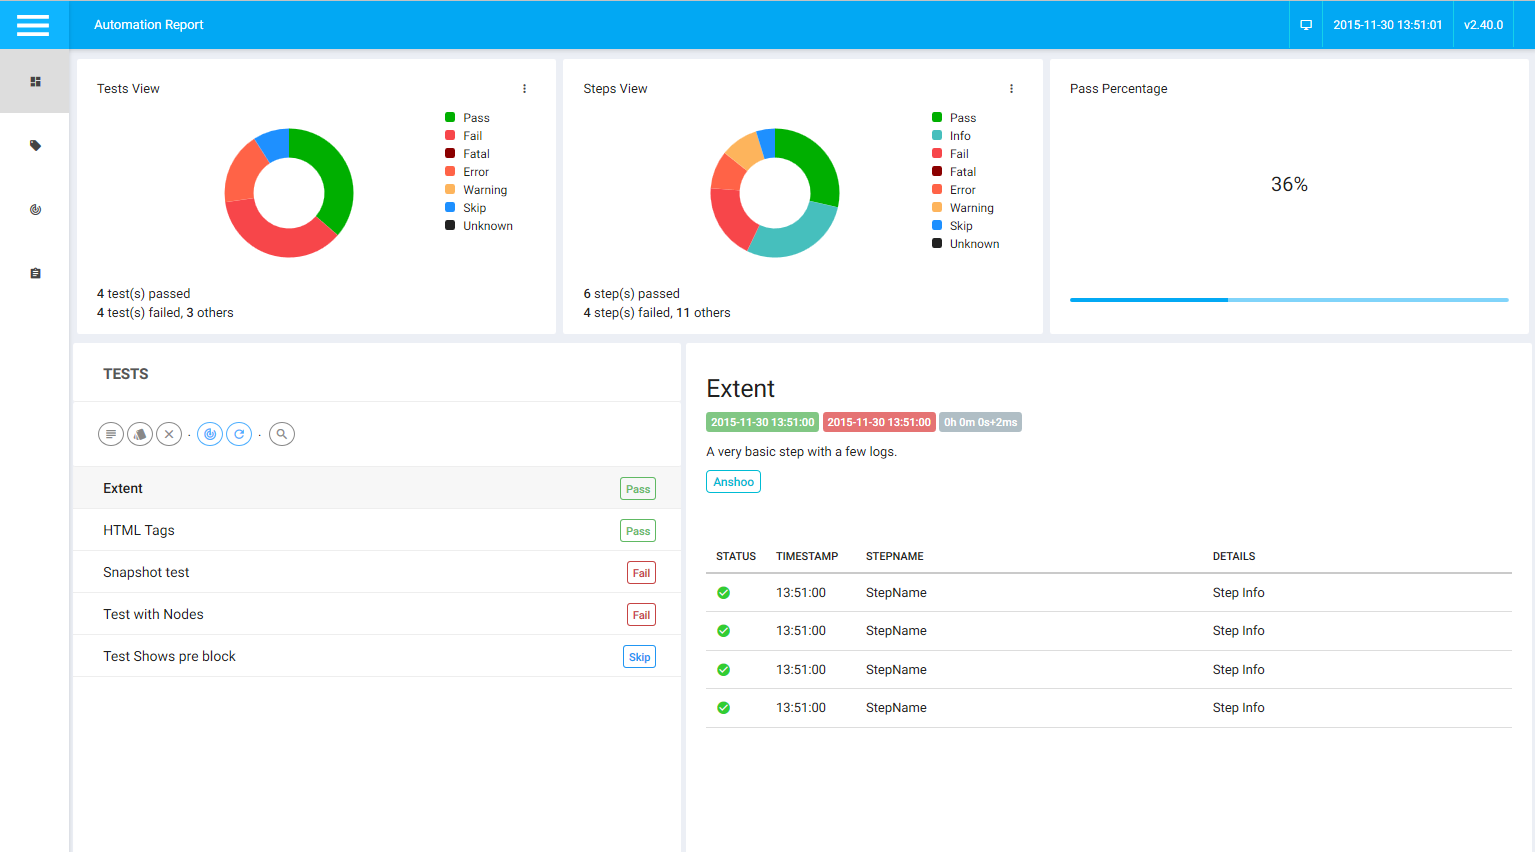 Automation Report
2015-11-30 13:51:01
v2.40.0
Tests View
Pass
Fail
Fatal
Error
Warning
Skip
Unknown
4 test(s) passed
4 test(s) failed, 3 others
Steps View
Pass
Info
Fail
Fatal
Error
Warning
Skip
Unknown
6 step(s) passed
4 step(s) failed, 11 others
Pass Percentage
36%
TESTS
Extent Pass
HTML Tags Pass
Snapshot test Fail
Test with Nodes Fail
Test Shows pre block Skip
Extent
2015-11-30 13:51:00 2015-11-30 13:51:00 0h 0m 0s+2ms
A very basic step with a few logs.
Anshoo
STATUS TIMESTAMP STEPNAME DETAILS
13:51:00 StepName Step Info
13:51:00 StepName Step Info
13:51:00 StepName Step Info
13:51:00 StepName Step Info